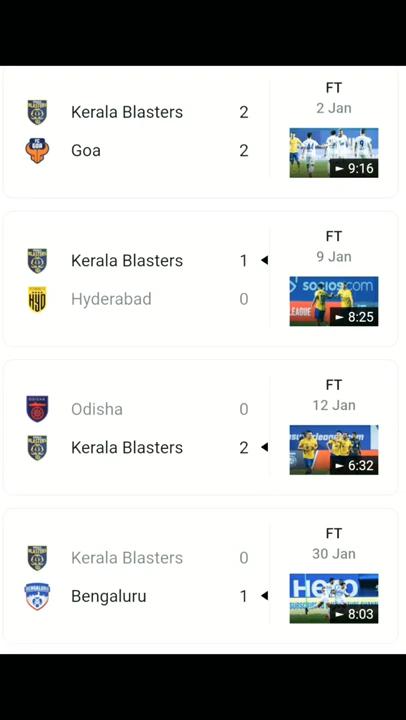 FT
Kerala Blasters 2
2 Jan
Goa 2
9:16
FT
Kerala Blasters 1
9 Jan
Hyderabad 0
8:25
FT
Odisha 0
12 Jan
Kerala Blasters 2
6:32
FT
Kerala Blasters 0
30 Jan
Bengaluru 1
8:03